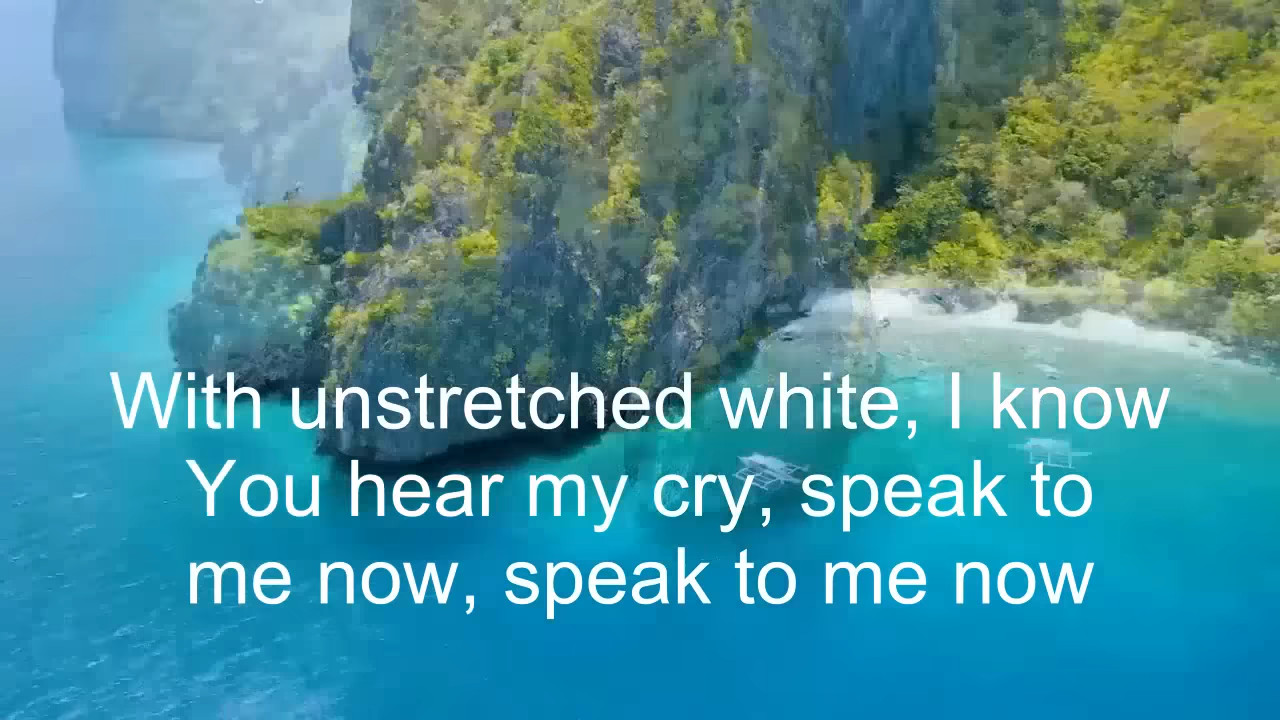 With unstretched white, I know
You hear my cry, speak to
me now, speak to me now